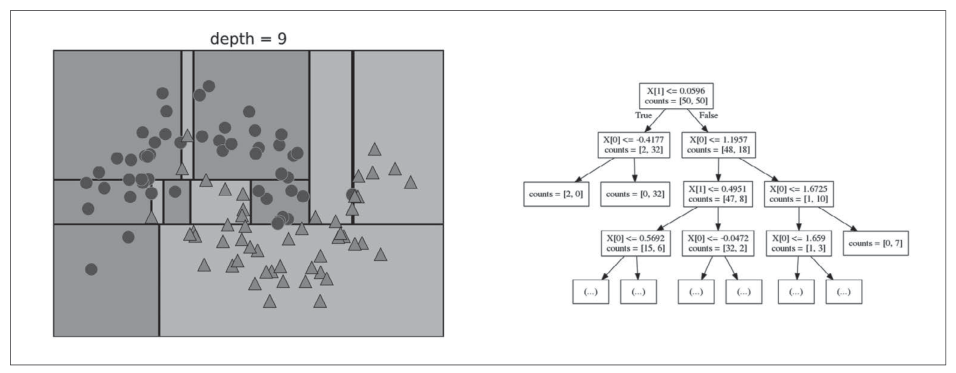 depth = 9
X[1] <= 0.0596
counts = [50, 50]
True
False
X[0] <= -0.4177
counts = [2, 32]
X[0] <= 1.1957
counts = [48, 18]
counts = [2, 0]
counts = [0, 32]
X[1] <= 0.4951
counts = [47, 8]
X[0] <= 1.6725
counts = [1, 10]
X[0] <= 0.5692
counts = [15, 6]
X[0] <= -0.0472
counts = [32, 2]
X[0] <= 1.659
counts = [1, 3]
counts = [0, 7]
(...)
(...)
(...)
(...)
(...)
(...)